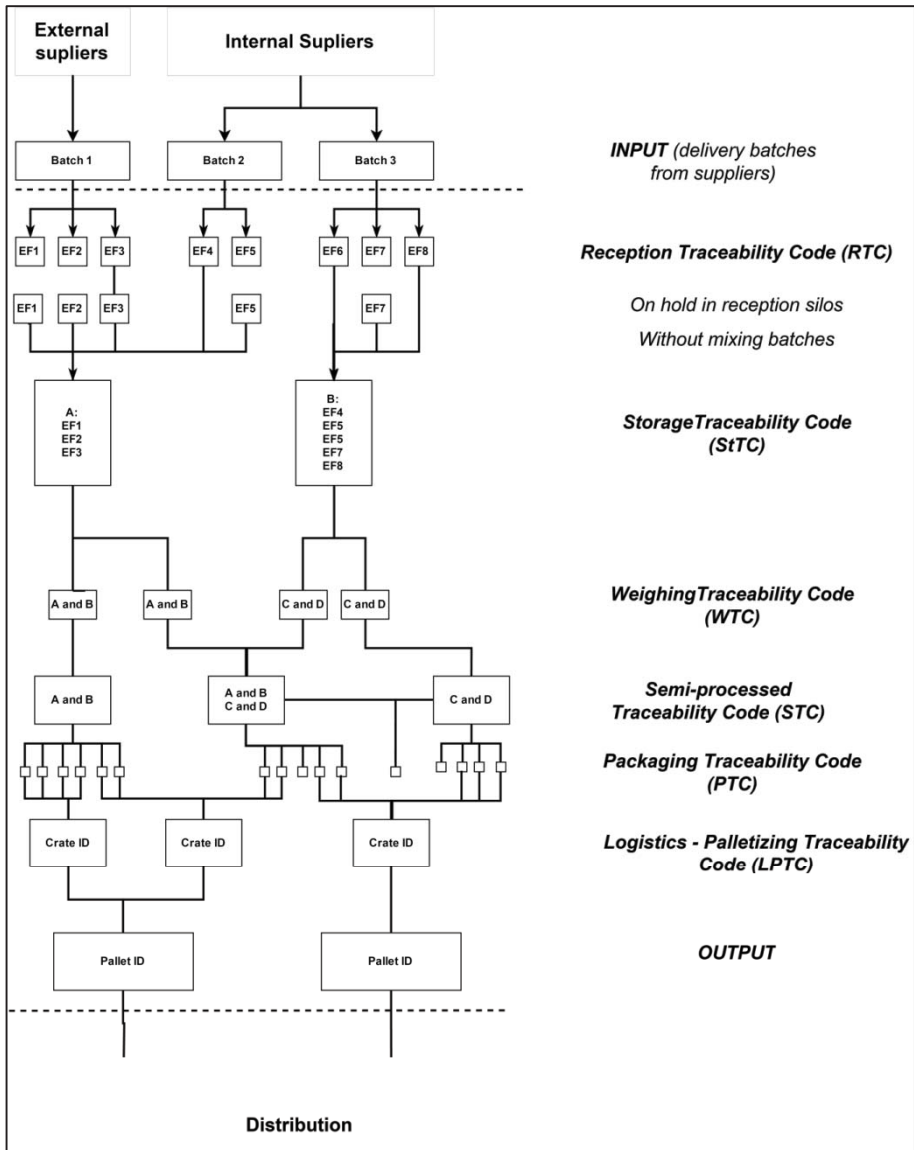 External
supliers
Internal Supliers
Batch 1
Batch 2
Batch 3
INPUT (delivery batches
from suppliers)
EF1
EF2
EF3
EF4
EF5
EF6
EF7
EF8
Reception Traceability Code (RTC)
EF1
EF2
EF3
EF5
EF7
On hold in reception silos
Without mixing batches
A:
EF1
EF2
EF3
B:
EF4
EF5
EF5
EF7
EF8
StorageTraceability Code
(StTC)
A and B
A and B
C and D
C and D
WeighingTraceability Code
(WTC)
A and B
A and B
C and D
C and D
Semi-processed
Traceability Code (STC)
Packaging Traceability Code
(PTC)
Crate ID
Crate ID
Crate ID
Logistics - Palletizing Traceability
Code (LPTC)
Pallet ID
Pallet ID
OUTPUT
Distribution